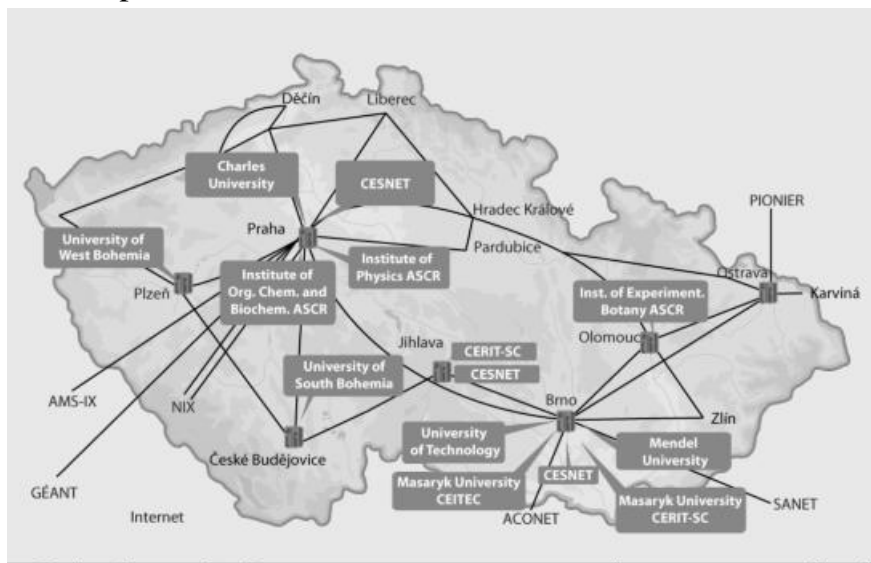 Děčín
Liberec
Charles
University
CESNET
PIONIER
Hradec Králové
Praha
University of
West Bohemia
Institute of
Physics ASCR
Pardubice
Ostrava
Institute of
Org. Chem. and
Biochem. ASCR
Plzeň
Inst. of Experiment.
Botany ASCR
Karviná
Olomouc
Jihlava
CERIT-SC
CESNET
University of
South Bohemia
AMS-IX
NIX
Brno
Zlín
University
of Technology
Mendel
University
České Budějovice
CESNET
Masaryk University
CEITEC
Masaryk University
CERIT-SC
GÉANT
SANET
Internet
ACONET